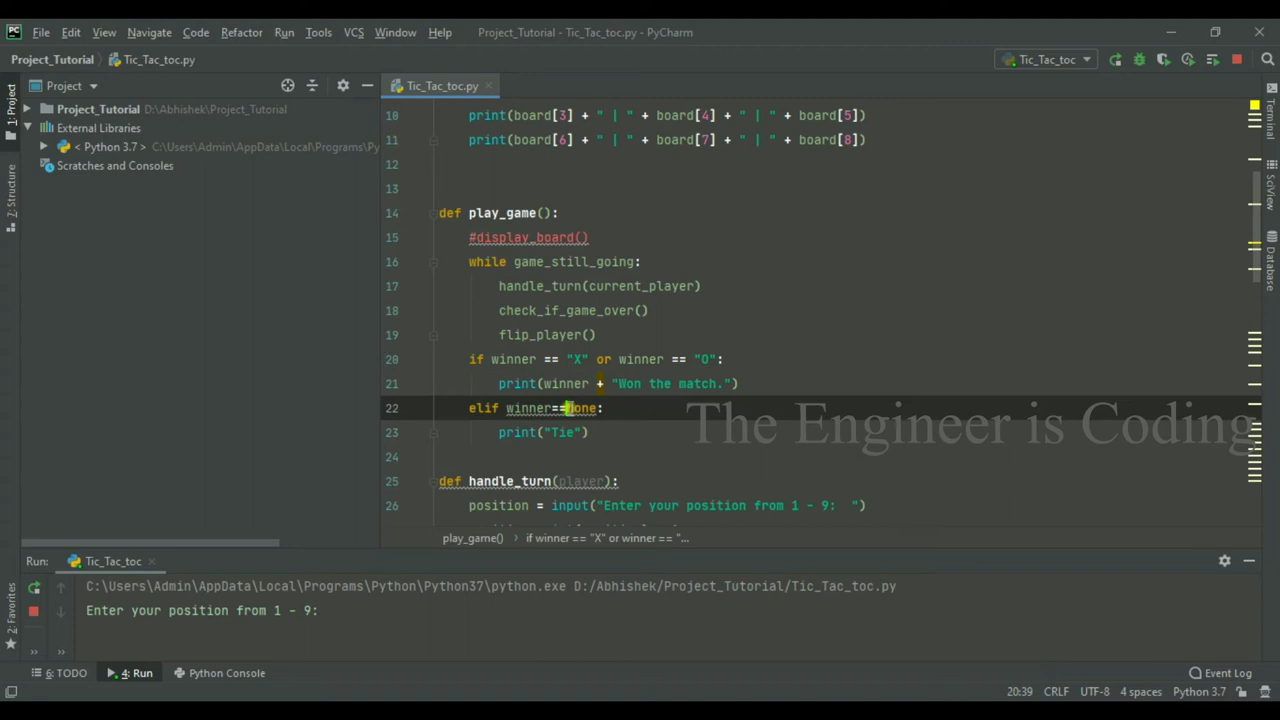 PC File Edit View Navigate Code Refactor Run Tools VCS Window Help Project_Tutorial - Tic_Tac_toc.py - PyCharm
Project_Tutorial Tic_Tac_toc.py Tic_Tac_toc
Project Tic_Tac_toc.py
Project_Tutorial D:\Abhishek\Project_Tutorial
External Libraries
< Python 3.7 > C:\Users\Admin\AppData\Local\Programs\Py
Scratches and Consoles
1: Project
7: Structure
2: Favorites
10 print(board[3] + " | " + board[4] + " | " + board[5])
11 print(board[6] + " | " + board[7] + " | " + board[8])
12
13
14 def play_game():
15 #display_board()
16 while game_still_going:
17 handle_turn(current_player)
18 check_if_game_over()
19 flip_player()
20 if winner == "X" or winner == "O":
21 print(winner + "Won the match.")
22 elif winner==None:
23 print("Tie")
24
25 def handle_turn(player):
26 position = input("Enter your position from 1 - 9:  ")
The Engineer is Coding
play_game() if winner == "X" or winner == "...
Terminal
SciView
Database
Run: Tic_Tac_toc
C:\Users\Admin\AppData\Local\Programs\Python\Python37\python.exe D:/Abhishek/Project_Tutorial/Tic_Tac_toc.py
Enter your position from 1 - 9:
6: TODO 4: Run Python Console Event Log
20:39 CRLF UTF-8 4 spaces Python 3.7